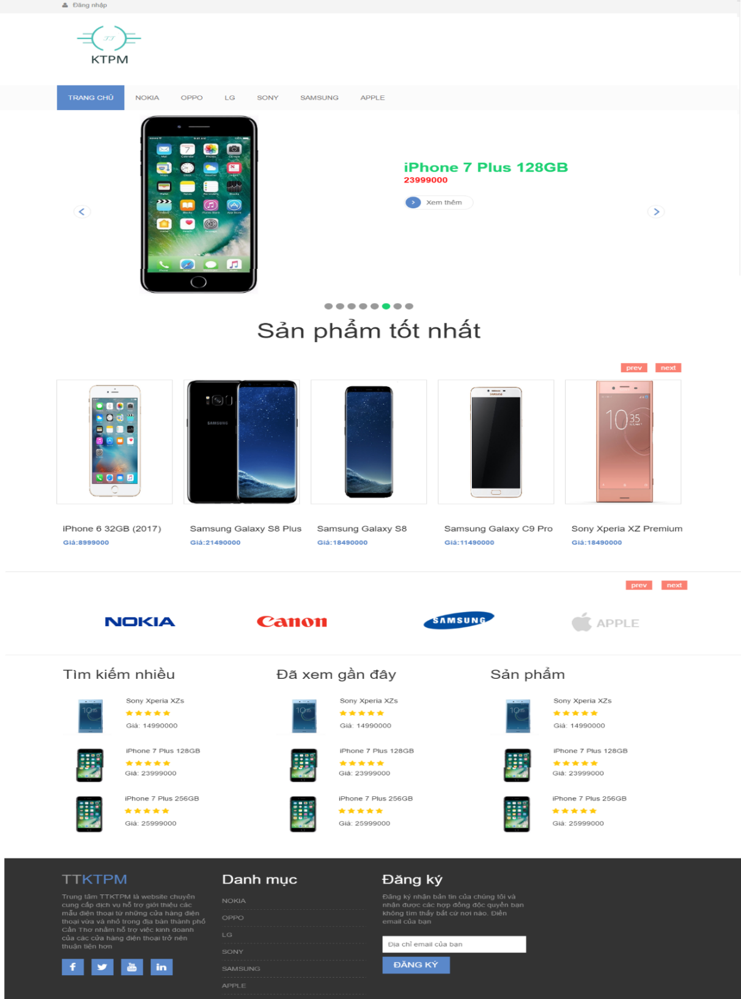 Đăng nhập
TT
KTPM
TRANG CHỦ NOKIA OPPO LG SONY SAMSUNG APPLE
iPhone 7 Plus 128GB
23999000
Xem thêm
Sản phẩm tốt nhất
prev next
SAMSUNG
SAMSUNG
10 35
iPhone 6 32GB (2017) Samsung Galaxy S8 Plus Samsung Galaxy S8 Samsung Galaxy C9 Pro Sony Xperia XZ Premium
Giá:8999000 Giá:21490000 Giá:18490000 Giá:11490000 Giá:18490000
prev next
NOKIA Canon SAMSUNG APPLE
Tìm kiếm nhiều
Sony Xperia XZs
Giá: 14990000
iPhone 7 Plus 128GB
Giá: 23999000
iPhone 7 Plus 256GB
Giá: 25999000
Đã xem gần đây
Sony Xperia XZs
Giá: 14990000
iPhone 7 Plus 128GB
Giá: 23999000
iPhone 7 Plus 256GB
Giá: 25999000
Sản phẩm
Sony Xperia XZs
Giá: 14990000
iPhone 7 Plus 128GB
Giá: 23999000
iPhone 7 Plus 256GB
Giá: 25999000
TTKTPM
Trung tâm TTKTPM là website chuyên
cung cấp dịch vụ hỗ trợ giới thiệu các
mẫu điện thoại từ những cửa hàng điện
thoại vừa và nhỏ trong địa bàn thành phố
Cần Thơ nhằm hỗ trợ việc kinh doanh
của các cửa hàng điện thoại trở nên
thuận tiện hơn
Danh mục
NOKIA
OPPO
LG
SONY
SAMSUNG
APPLE
Đăng ký
Đăng ký nhận bản tin của chúng tôi và
nhận được các hợp đồng độc quyền bạn
không tìm thấy bất cứ nơi nào. Điền
email của bạn
Địa chỉ email của bạn
ĐĂNG KÝ